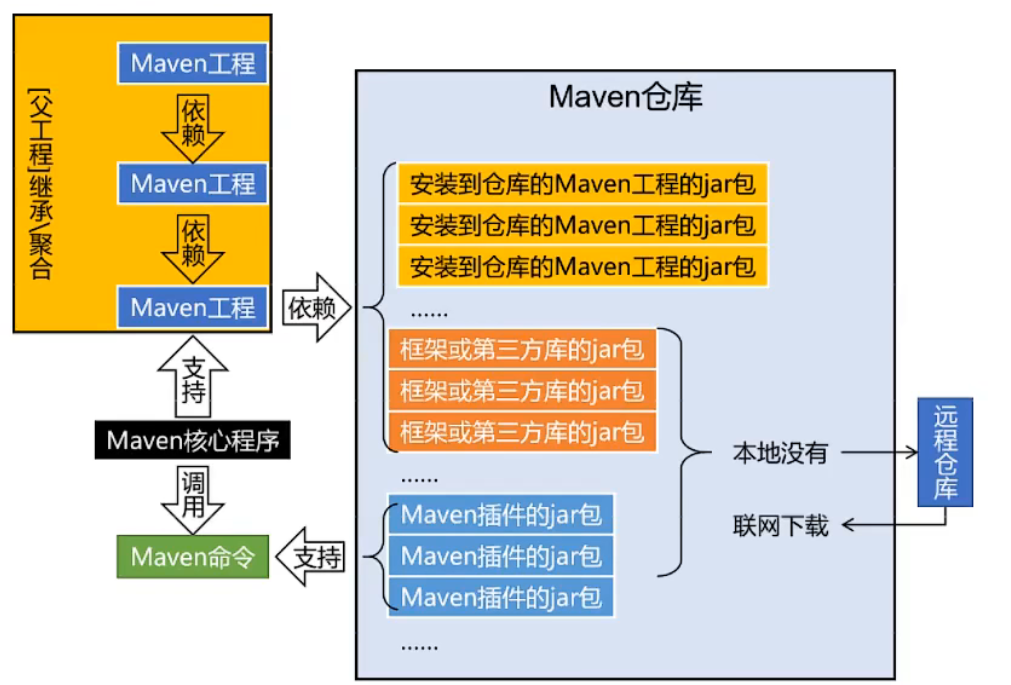 Maven工程
依赖
Maven工程
依赖
Maven工程
[父工程]继承\聚合
支持
Maven核心程序
调用
Maven命令
依赖
支持
Maven仓库
安装到仓库的Maven工程的jar包
安装到仓库的Maven工程的jar包
安装到仓库的Maven工程的jar包
......
框架或第三方库的jar包
框架或第三方库的jar包
框架或第三方库的jar包
......
Maven插件的jar包
Maven插件的jar包
Maven插件的jar包
......
本地没有
联网下载
远程仓库